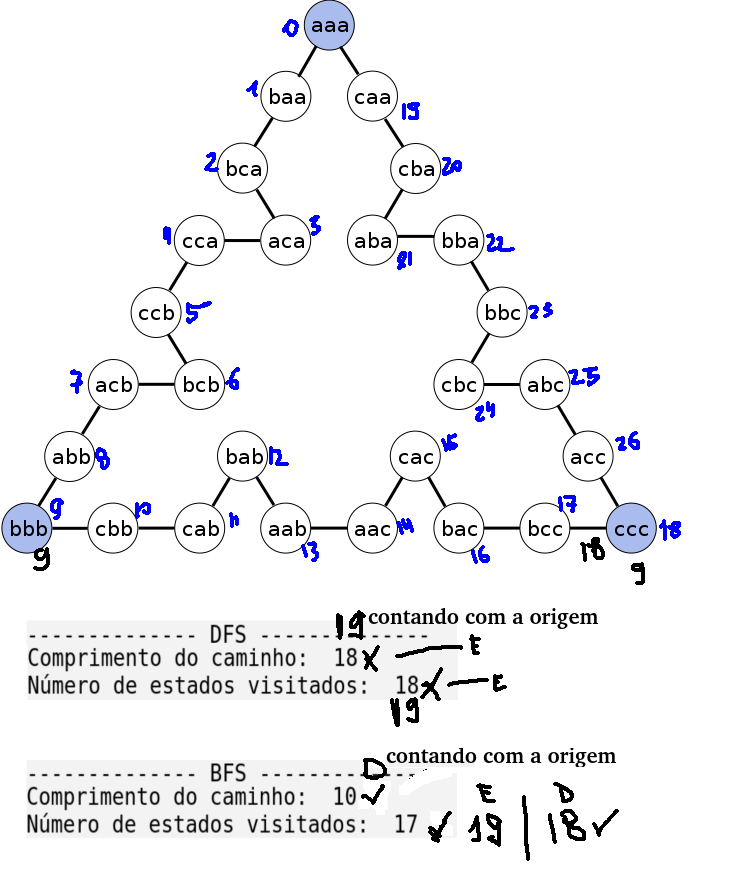 0 aaa
1 baa caa 19
2 bca cba 20
4 cca aca 3 aba 21 bba 22
ccb 5 bbc 23
7 acb bcb 6 cbc 24 abc 25
abb 8 bab 12 cac 15 acc 26
bbb 9 cbb 10 cab 11 aab 13 aac 14 bac 16 bcc 17 ccc 18
9 18 9
19 contando com a origem
-------------- DFS --------------
Comprimento do caminho: 18 X E
Número de estados visitados: 18 X E
19
D contando com a origem
-------------- BFS --------------
Comprimento do caminho: 10 ✓ E D
Número de estados visitados: 17 ✓ 19 | 18 ✓